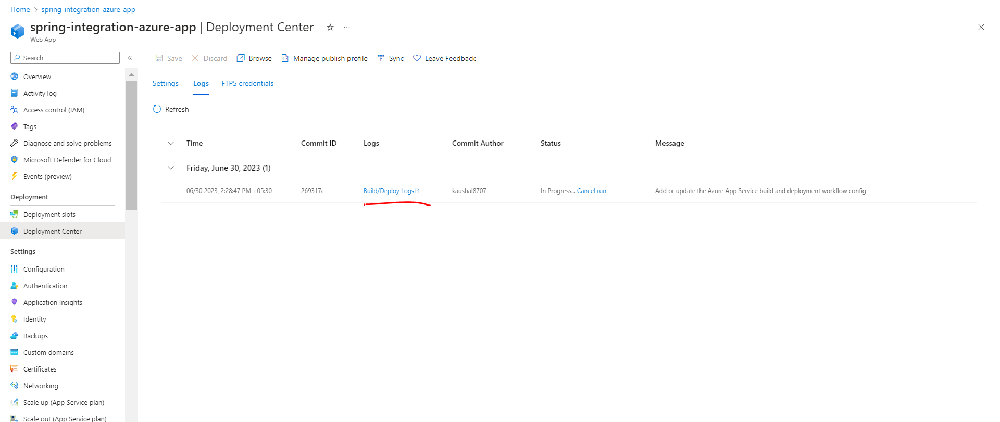 Home > spring-integration-azure-app
spring-integration-azure-app | Deployment Center
Web App
Search
Save Discard Browse Manage publish profile Sync Leave Feedback
Overview
Activity log
Access control (IAM)
Tags
Diagnose and solve problems
Microsoft Defender for Cloud
Events (preview)
Deployment
Deployment slots
Deployment Center
Settings
Configuration
Authentication
Application Insights
Identity
Backups
Custom domains
Certificates
Networking
Scale up (App Service plan)
Scale out (App Service plan)
Settings Logs FTPS credentials
Refresh
Time Commit ID Logs Commit Author Status Message
Friday, June 30, 2023 (1)
06/30 2023, 2:28:47 PM +05:30 269317c Build/Deploy Logs kaushal8707 In Progress... Cancel run Add or update the Azure App Service build and deployment workflow config